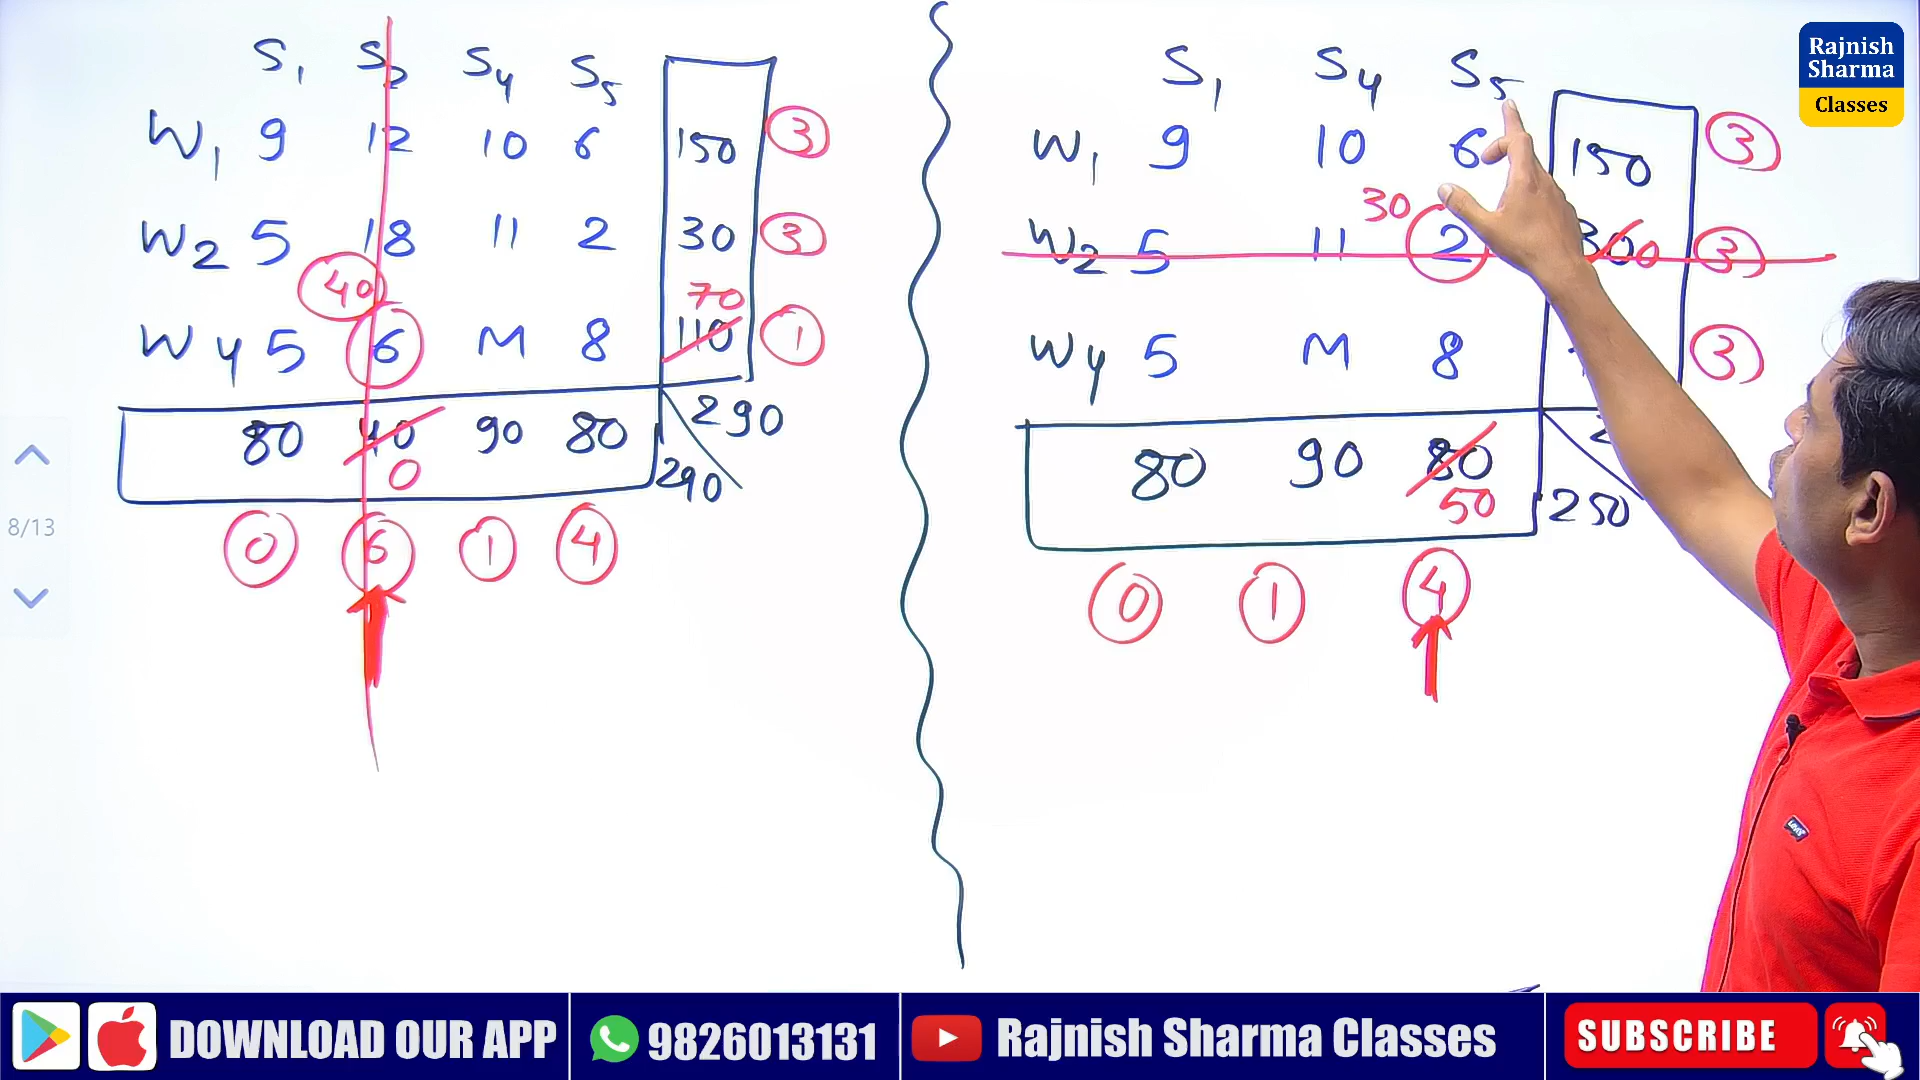 S1 S2 S4 S5
W1 9 12 10 6 150 3
W2 5 18 11 2 30 3
40 70
W4 5 6 M 8 110 1
290
80 40 90 80
0 290
0 6 1 4
8/13
S1 S4 S5
W1 9 10 6 150 3
30
W2 5 11 2 30 0 3
W4 5 M 8 3
80 90 80
50 250
0 1 4
Rajnish
Sharma
Classes
DOWNLOAD OUR APP
9826013131
Rajnish Sharma Classes
SUBSCRIBE